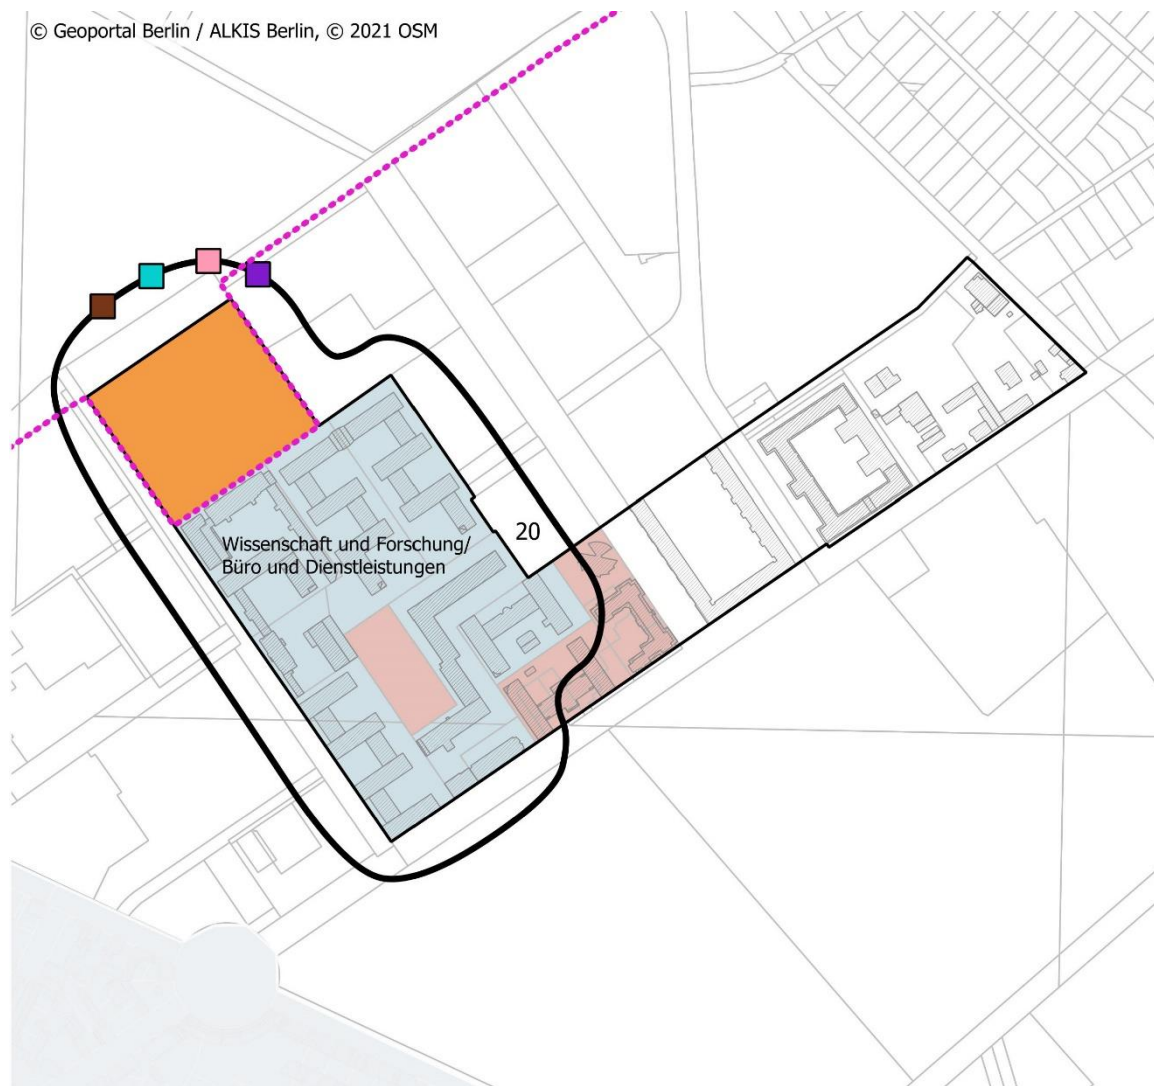 © Geoportal Berlin / ALKIS Berlin, © 2021 OSM
20
Wissenschaft und Forschung/
Büro und Dienstleistungen